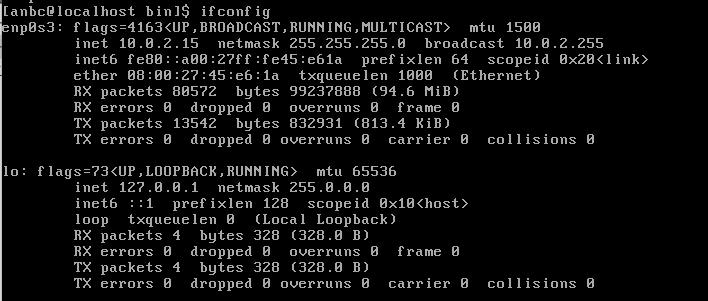 [anbc@localhost bin]$ ifconfig
enp0s3: flags=4163<UP,BROADCAST,RUNNING,MULTICAST>  mtu 1500
        inet 10.0.2.15  netmask 255.255.255.0  broadcast 10.0.2.255
        inet6 fe80::a00:27ff:fe45:e61a  prefixlen 64  scopeid 0x20<link>
        ether 08:00:27:45:e6:1a  txqueuelen 1000  (Ethernet)
        RX packets 80572  bytes 99237888 (94.6 MiB)
        RX errors 0  dropped 0  overruns 0  frame 0
        TX packets 13542  bytes 832931 (813.4 KiB)
        TX errors 0  dropped 0 overruns 0  carrier 0  collisions 0

lo: flags=73<UP,LOOPBACK,RUNNING>  mtu 65536
        inet 127.0.0.1  netmask 255.0.0.0
        inet6 ::1  prefixlen 128  scopeid 0x10<host>
        loop  txqueuelen 0  (Local Loopback)
        RX packets 4  bytes 328 (328.0 B)
        RX errors 0  dropped 0  overruns 0  frame 0
        TX packets 4  bytes 328 (328.0 B)
        TX errors 0  dropped 0 overruns 0  carrier 0  collisions 0